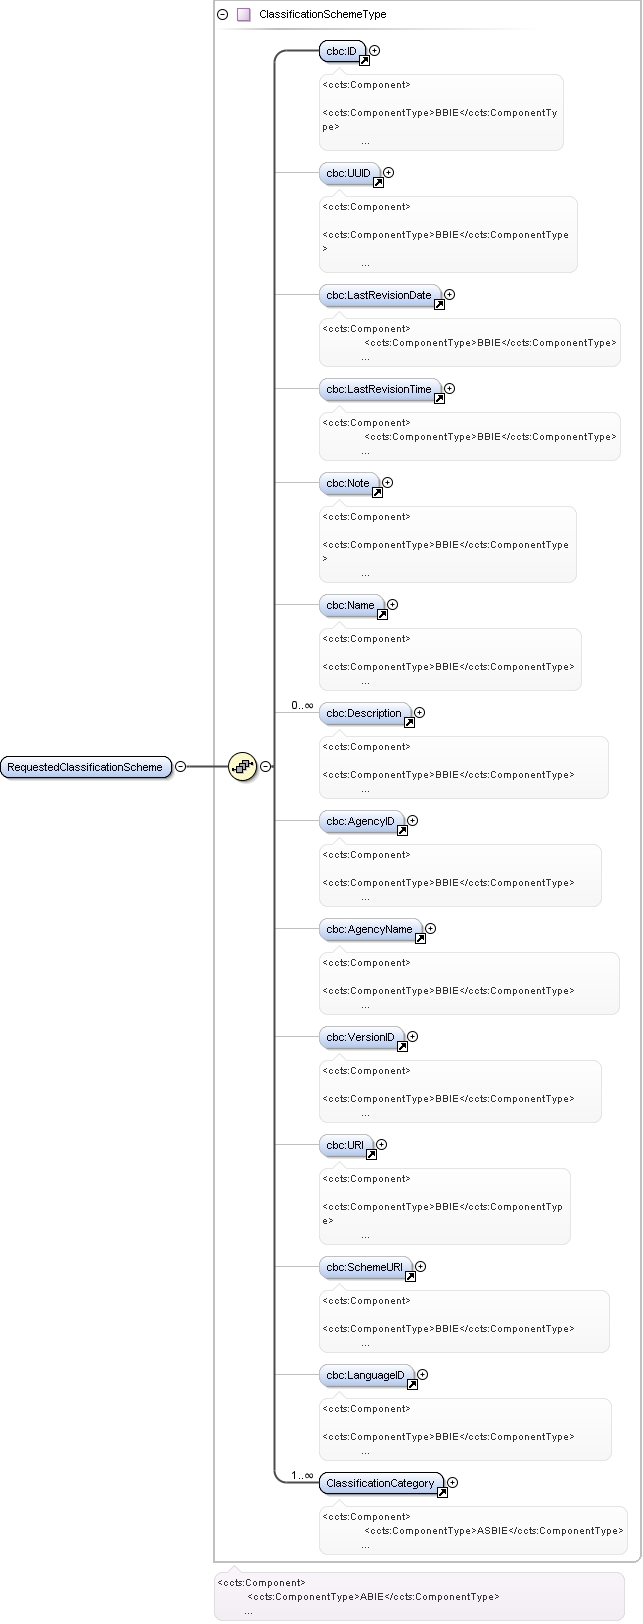 ClassificationSchemeType
cbc:ID
<ccts:Component>
<ccts:ComponentType>BBIE</ccts:ComponentTy
pe>
...
cbc:UUID
<ccts:Component>
<ccts:ComponentType>BBIE</ccts:ComponentType
>
...
cbc:LastRevisionDate
<ccts:Component>
<ccts:ComponentType>BBIE</ccts:ComponentType>
...
cbc:LastRevisionTime
<ccts:Component>
<ccts:ComponentType>BBIE</ccts:ComponentType>
...
cbc:Note
<ccts:Component>
<ccts:ComponentType>BBIE</ccts:ComponentType
>
...
cbc:Name
<ccts:Component>
<ccts:ComponentType>BBIE</ccts:ComponentType>
...
0..∞
cbc:Description
<ccts:Component>
<ccts:ComponentType>BBIE</ccts:ComponentType>
...
RequestedClassificationScheme
cbc:AgencyID
<ccts:Component>
<ccts:ComponentType>BBIE</ccts:ComponentType>
...
cbc:AgencyName
<ccts:Component>
<ccts:ComponentType>BBIE</ccts:ComponentType>
...
cbc:VersionID
<ccts:Component>
<ccts:ComponentType>BBIE</ccts:ComponentType>
...
cbc:URI
<ccts:Component>
<ccts:ComponentType>BBIE</ccts:ComponentTyp
e>
...
cbc:SchemeURI
<ccts:Component>
<ccts:ComponentType>BBIE</ccts:ComponentType>
...
cbc:LanguageID
<ccts:Component>
<ccts:ComponentType>BBIE</ccts:ComponentType>
...
1..∞
ClassificationCategory
<ccts:Component>
<ccts:ComponentType>ASBIE</ccts:ComponentType>
...
<ccts:Component>
<ccts:ComponentType>ABIE</ccts:ComponentType>
...